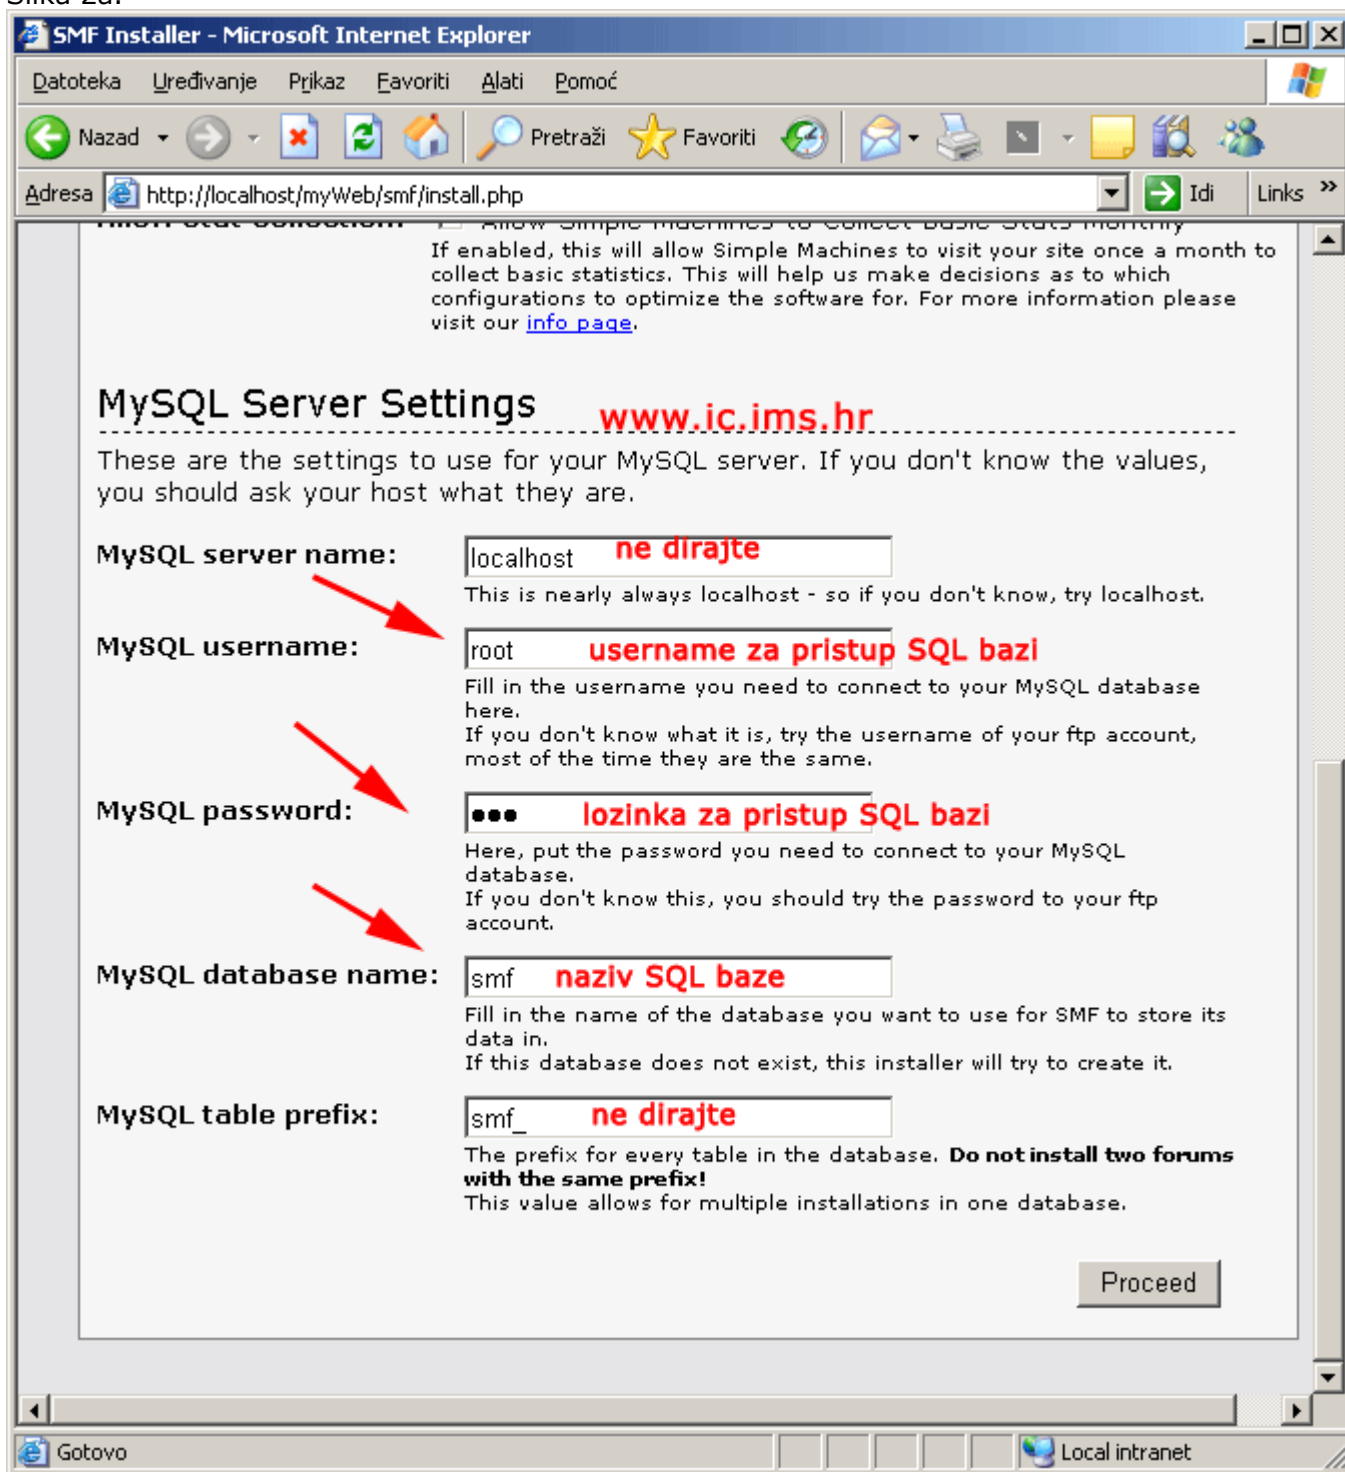 Slika 2a.
SMF Installer - Microsoft Internet Explorer
Datoteka Uređivanje Prikaz Favoriti Alati Pomoć
Nazad Pretraži Favoriti
Adresa http://localhost/myWeb/smf/install.php Idi Links »
Allow Stat Collection: Allow Simple Machines to Collect Basic Stats Monthly
If enabled, this will allow Simple Machines to visit your site once a month to
collect basic statistics. This will help us make decisions as to which
configurations to optimize the software for. For more information please
visit our info page.
MySQL Server Settings
www.ic.ims.hr
These are the settings to use for your MySQL server. If you don't know the values,
you should ask your host what they are.
MySQL server name: localhost ne dirajte
This is nearly always localhost - so if you don't know, try localhost.
MySQL username: root username za pristup SQL bazi
Fill in the username you need to connect to your MySQL database
here.
If you don't know what it is, try the username of your ftp account,
most of the time they are the same.
MySQL password: ●●● lozinka za pristup SQL bazi
Here, put the password you need to connect to your MySQL
database.
If you don't know this, you should try the password to your ftp
account.
MySQL database name: smf naziv SQL baze
Fill in the name of the database you want to use for SMF to store its
data in.
If this database does not exist, this installer will try to create it.
MySQL table prefix: smf_ ne dirajte
The prefix for every table in the database. Do not install two forums
with the same prefix!
This value allows for multiple installations in one database.
Proceed
Gotovo Local intranet